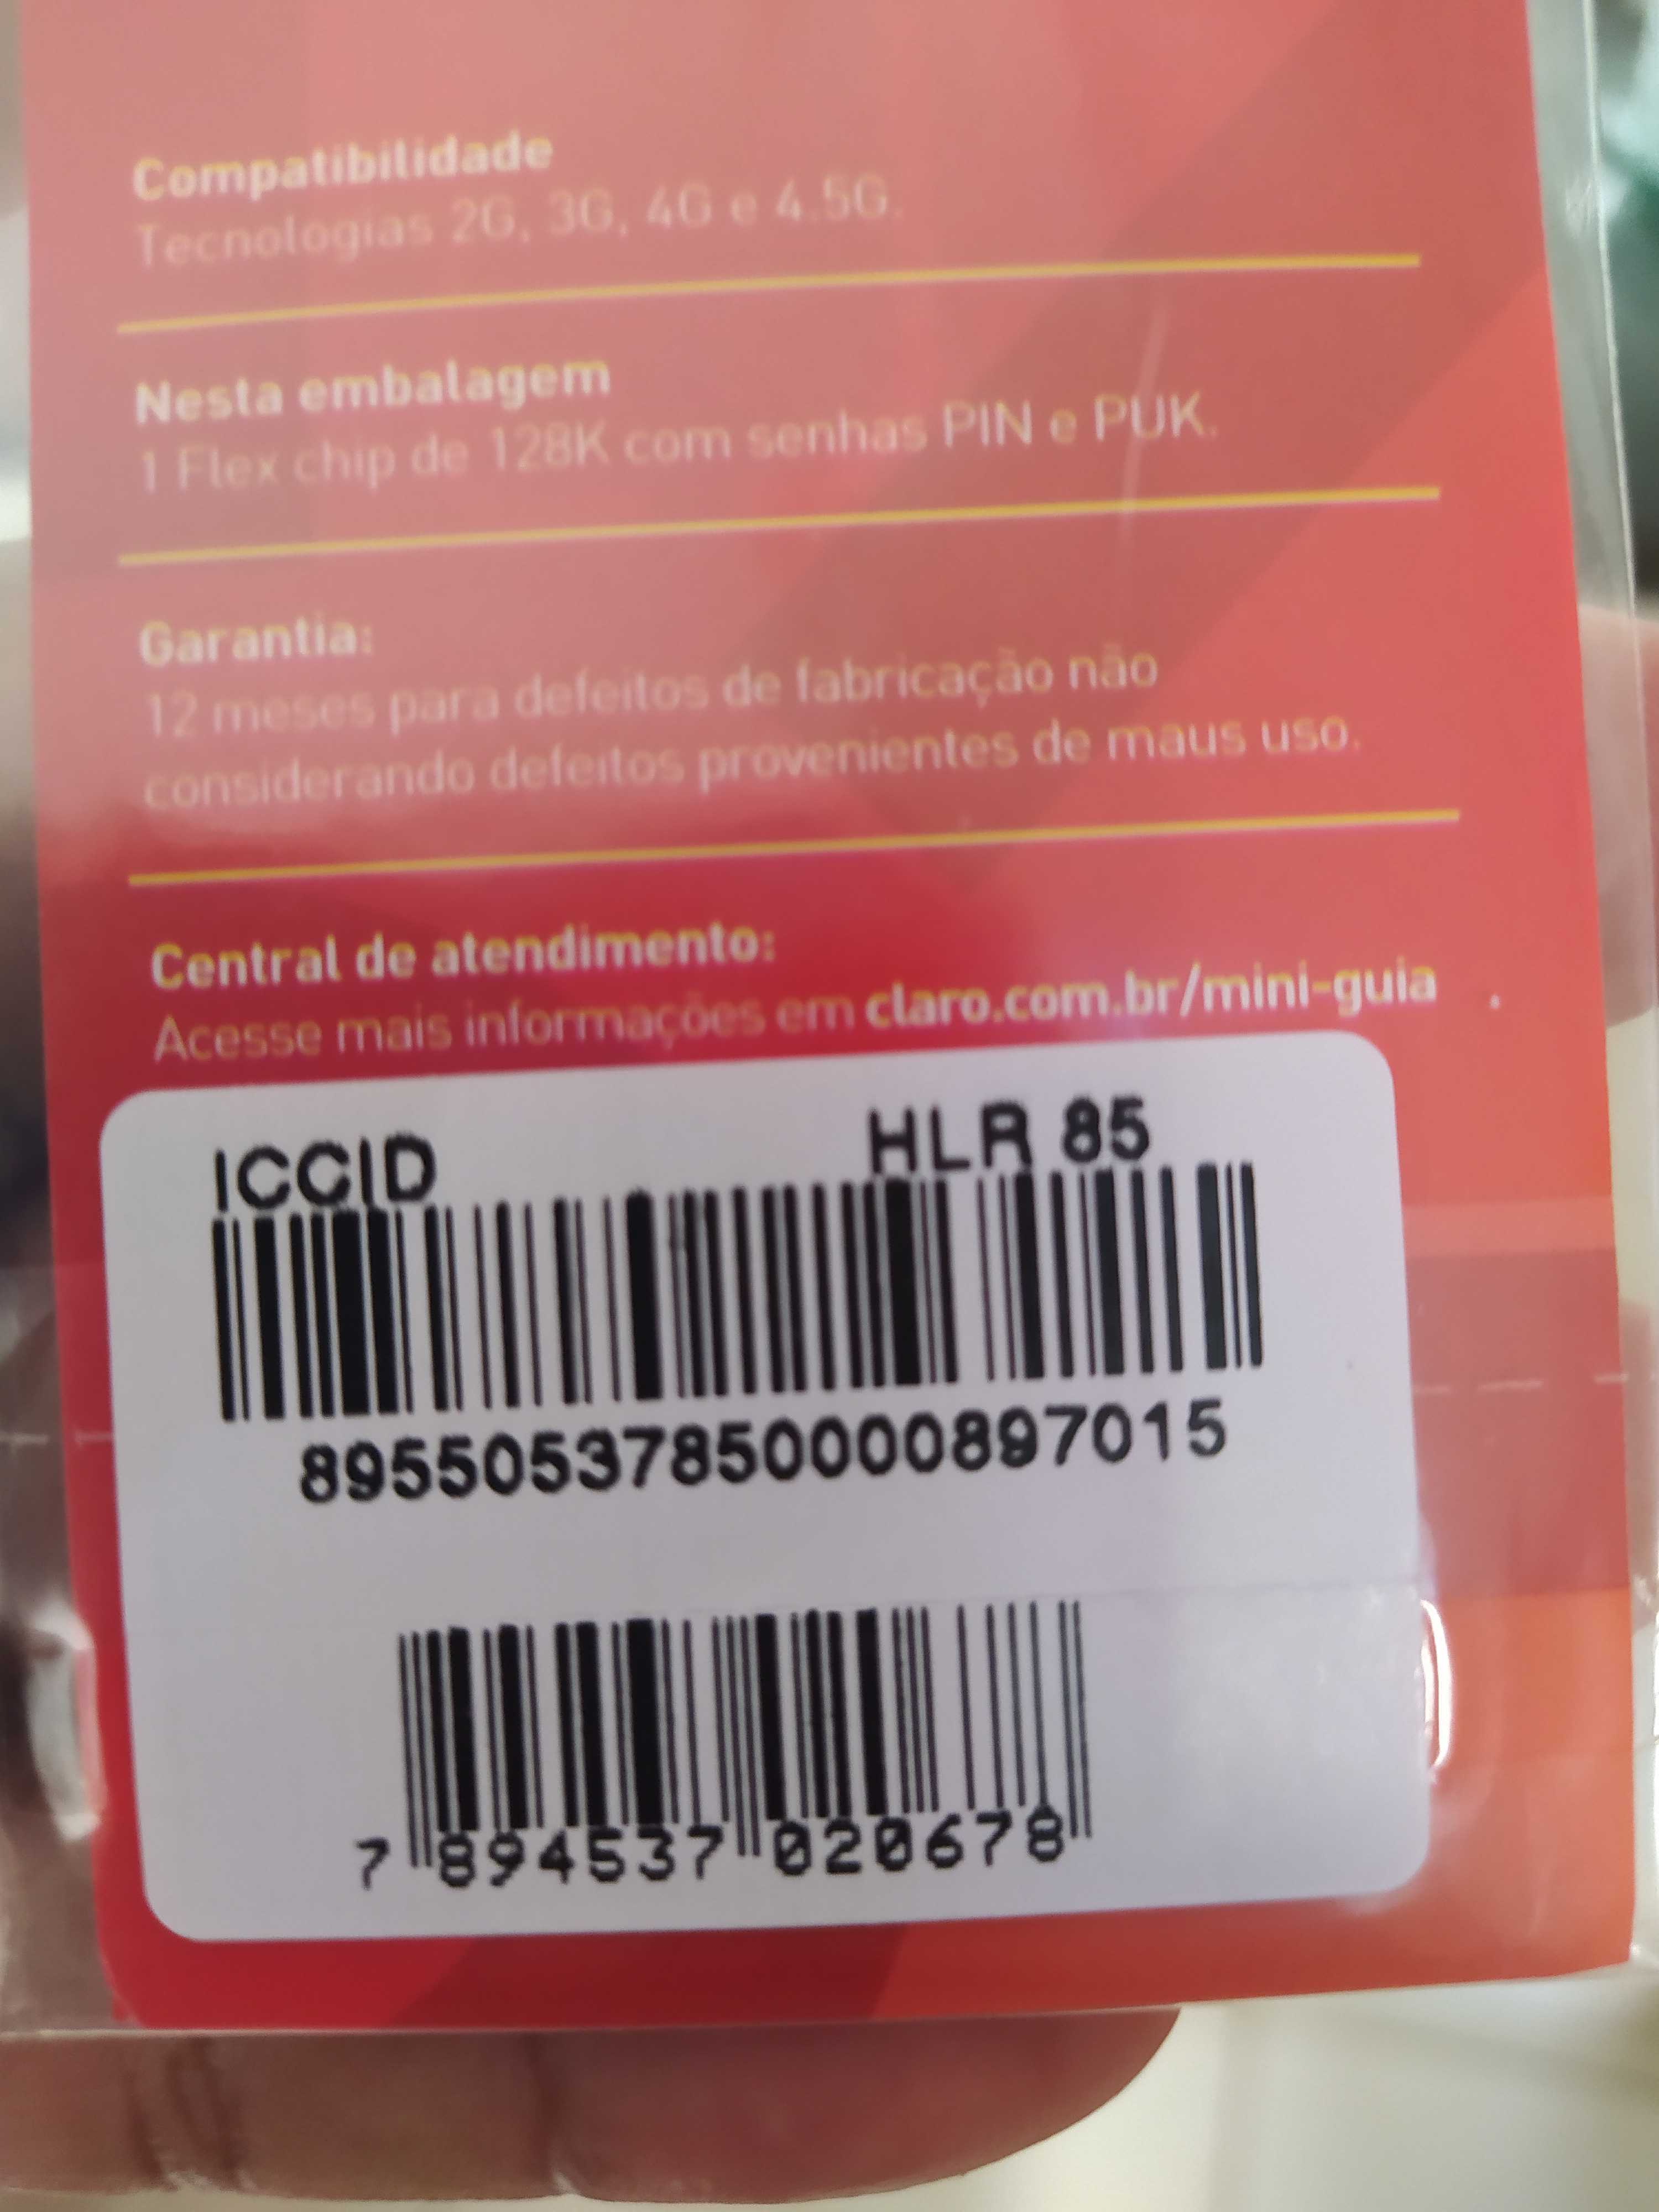 Compatibilidade
Tecnologias 2G, 3G, 4G e 4.5G.
Nesta embalagem
1 Flex chip de 128K com senhas PIN e PUK.
Garantia:
12 meses para defeitos de fabricação não
considerando defeitos provenientes de maus uso.
Central de atendimento:
Acesse mais informações em claro.com.br/mini-guia .
ICCID HLR 85
89550537850000897015
7 894537 020678